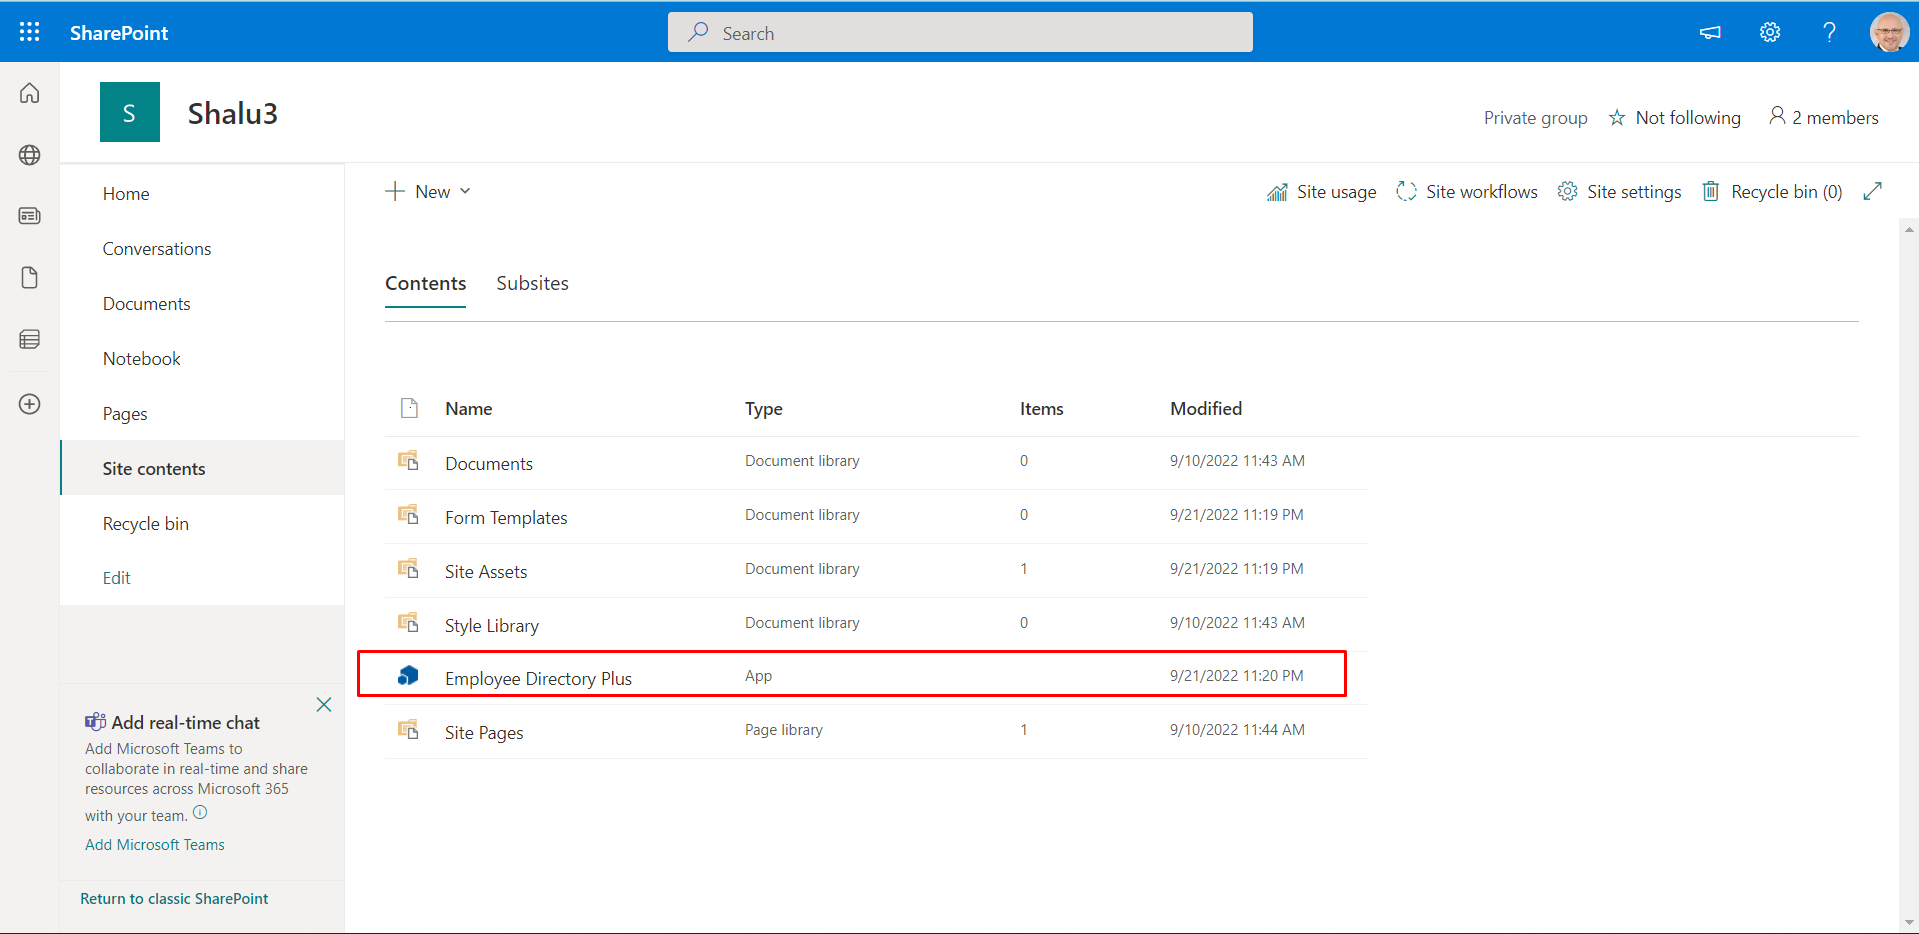 SharePoint
Search
S
Shalu3
Private group
Not following
2 members
Home
Conversations
Documents
Notebook
Pages
Site contents
Recycle bin
Edit
New
Site usage
Site workflows
Site settings
Recycle bin (0)
Contents
Subsites
Name Type Items Modified
Documents Document library 0 9/10/2022 11:43 AM
Form Templates Document library 0 9/21/2022 11:19 PM
Site Assets Document library 1 9/21/2022 11:19 PM
Style Library Document library 0 9/10/2022 11:43 AM
Employee Directory Plus App 9/21/2022 11:20 PM
Site Pages Page library 1 9/10/2022 11:44 AM
Add real-time chat
Add Microsoft Teams to
collaborate in real-time and share
resources across Microsoft 365
with your team.
Add Microsoft Teams
Return to classic SharePoint